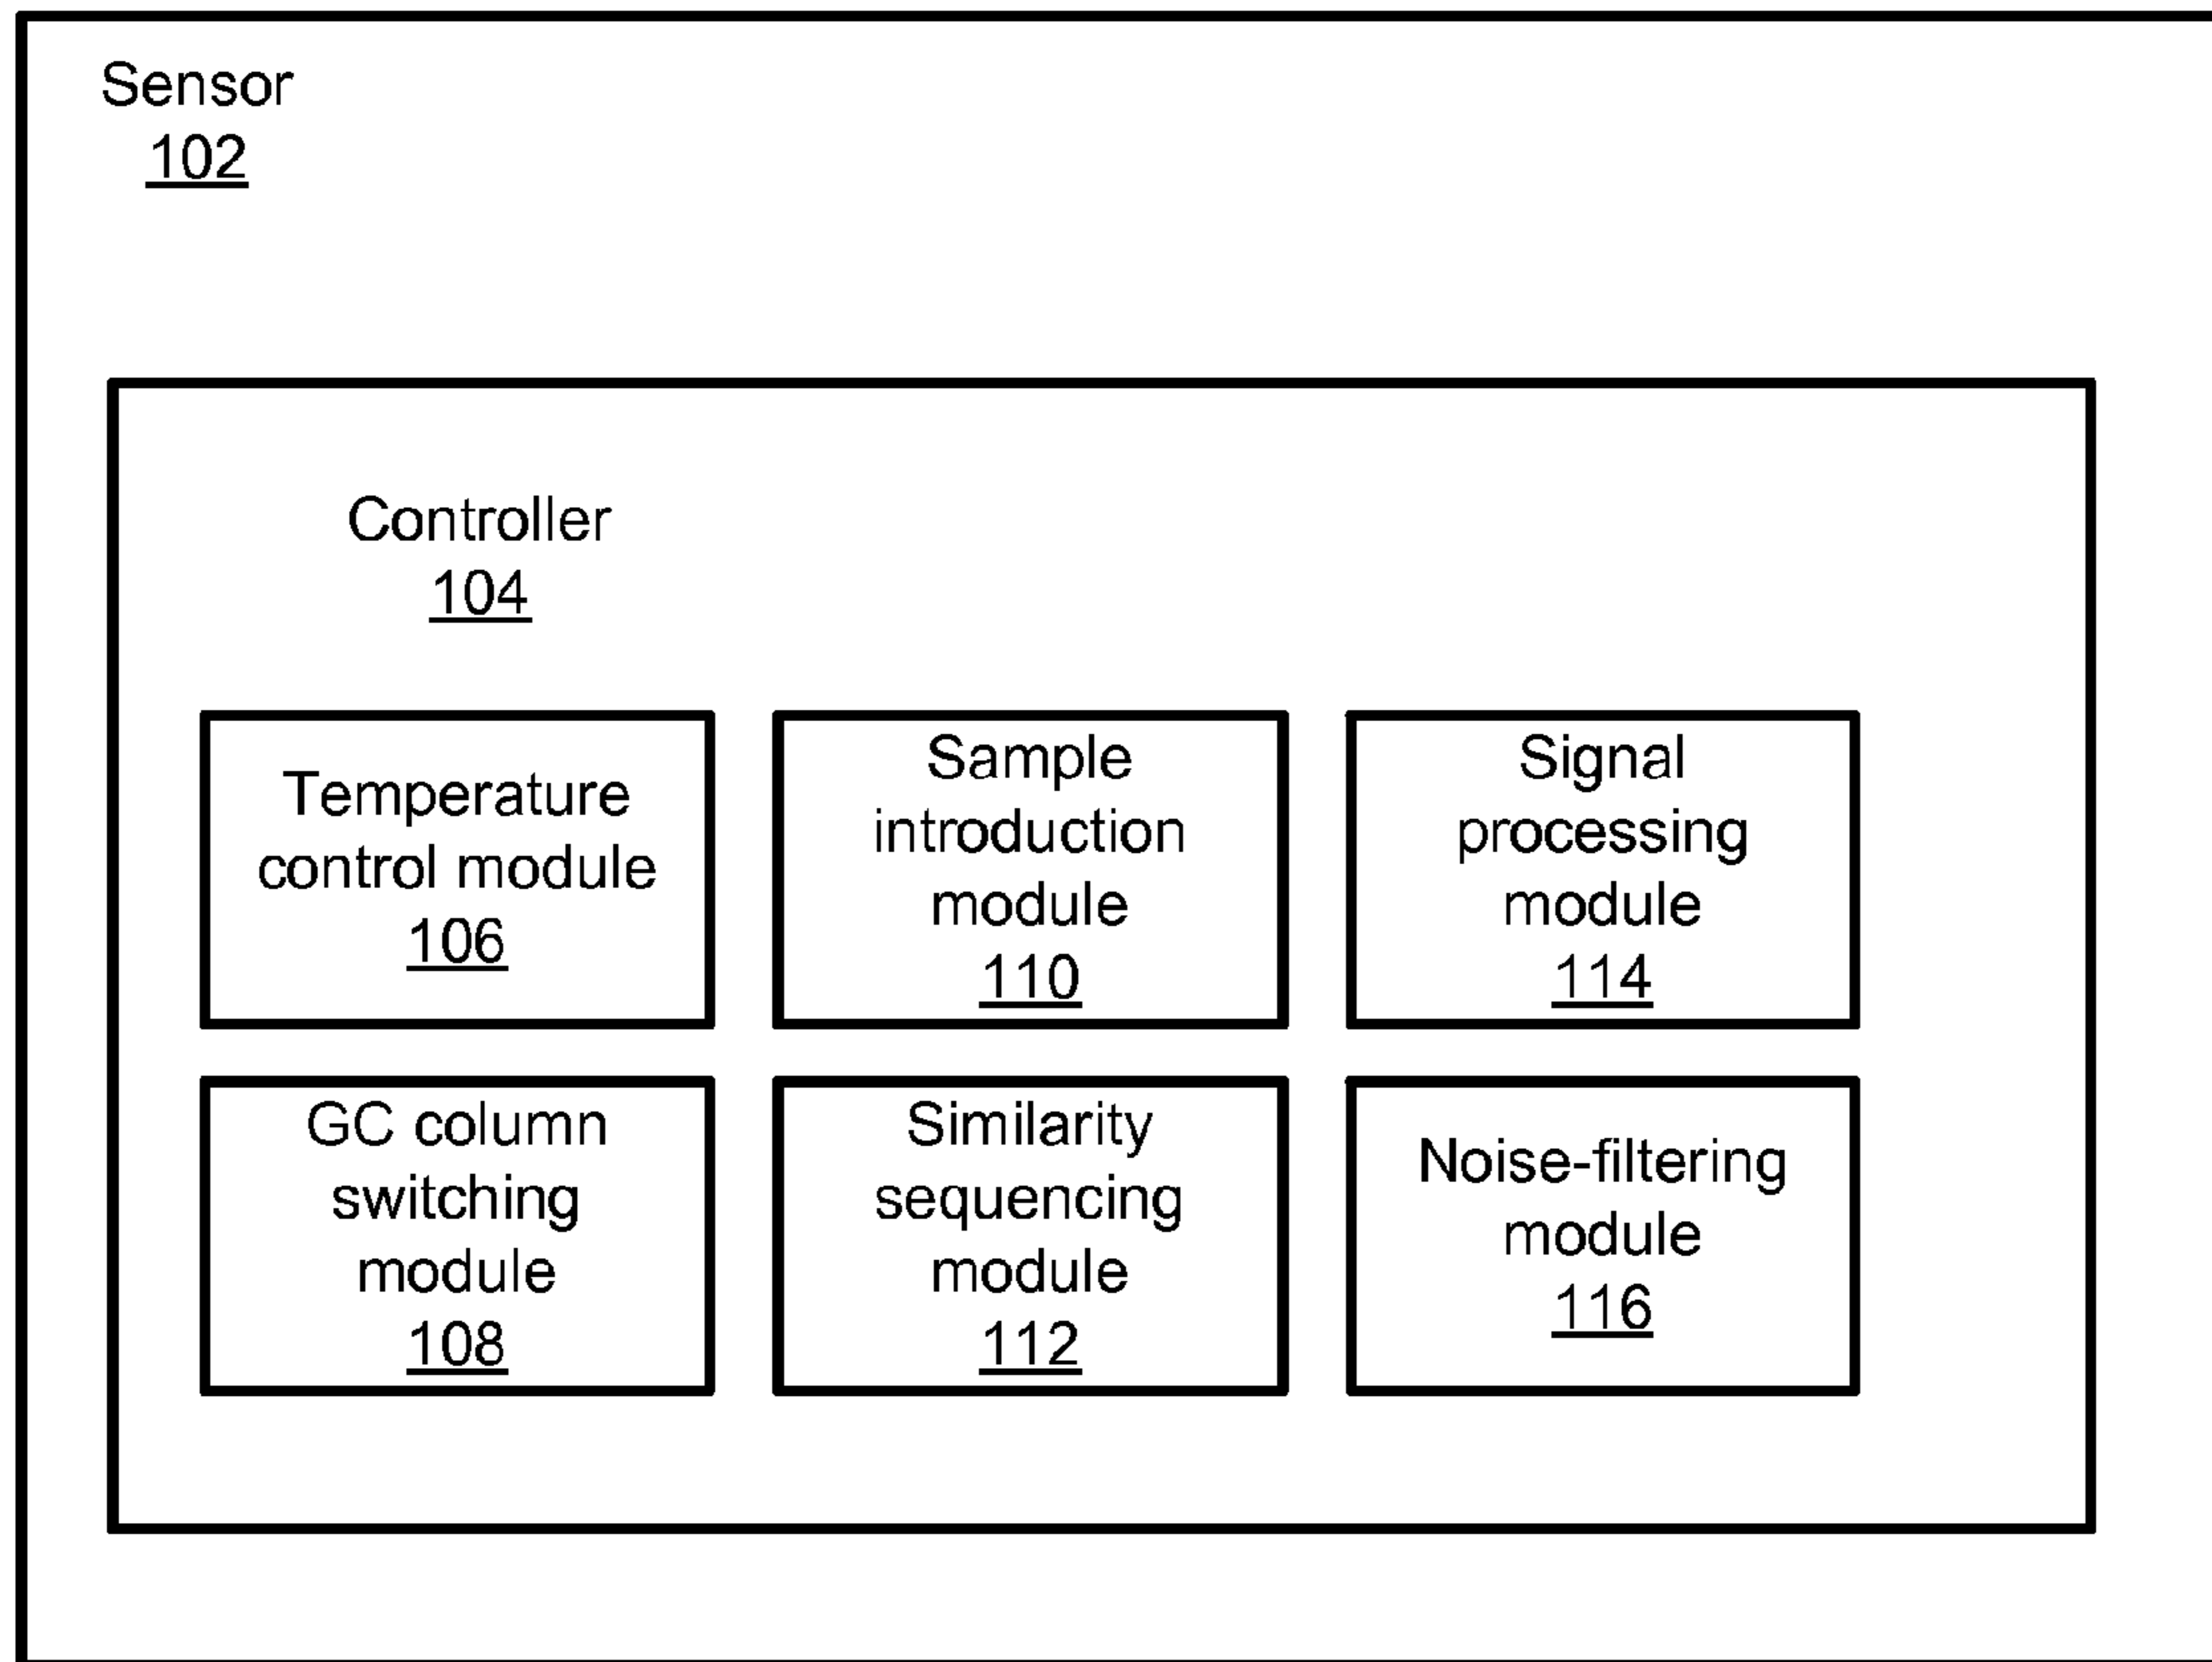 Sensor
102
Controller
104
Temperature
control module
106
Sample
introduction
module
110
Signal
processing
module
114
GC column
switching
module
108
Similarity
sequencing
module
112
Noise-filtering
module
116